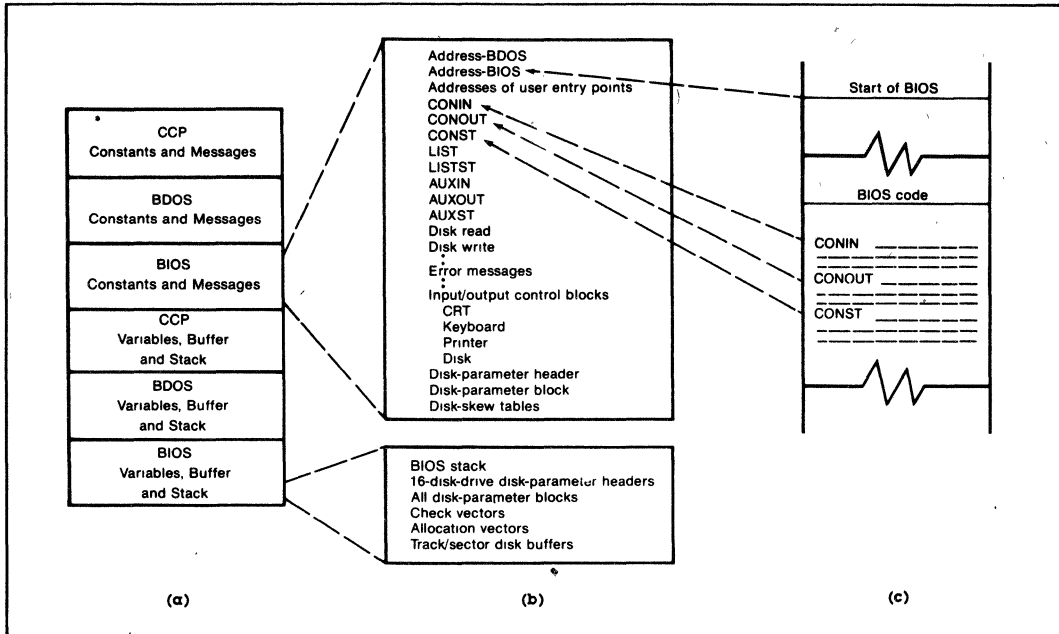 CCP
Constants and Messages
BDOS
Constants and Messages
BIOS
Constants and Messages
CCP
Variables, Buffer
and Stack
BDOS
Variables, Buffer
and Stack
BIOS
Variables, Buffer
and Stack
(a)
Address-BDOS
Address-BIOS
Addresses of user entry points
CONIN
CONOUT
CONST
LIST
LISTST
AUXIN
AUXOUT
AUXST
Disk read
Disk write
Error messages
Input/output control blocks
CRT
Keyboard
Printer
Disk
Disk-parameter header
Disk-parameter block
Disk-skew tables
BIOS stack
16-disk-drive disk-parameter headers
All disk-parameter blocks
Check vectors
Allocation vectors
Track/sector disk buffers
(b)
Start of BIOS
BIOS code
CONIN
CONOUT
CONST
(c)